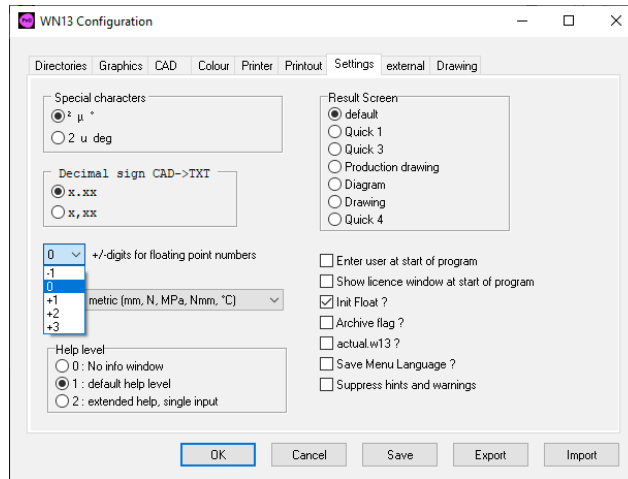 WN13 Configuration
Directories Graphics CAD Colour Printer Printout Settings external Drawing
Special characters
² µ °
2 u deg
Decimal sign CAD->TXT
x.xx
x,xx
0 +/-digits for floating point numbers
-1
0
+1
+2
+3
metric (mm, N, MPa, Nmm, °C)
Help level
0 : No info window
1 : default help level
2 : extended help, single input
Result Screen
default
Quick 1
Quick 3
Production drawing
Diagram
Drawing
Quick 4
Enter user at start of program
Show licence window at start of program
Init Float ?
Archive flag ?
actual.w13 ?
Save Menu Language ?
Suppress hints and warnings
OK Cancel Save Export Import